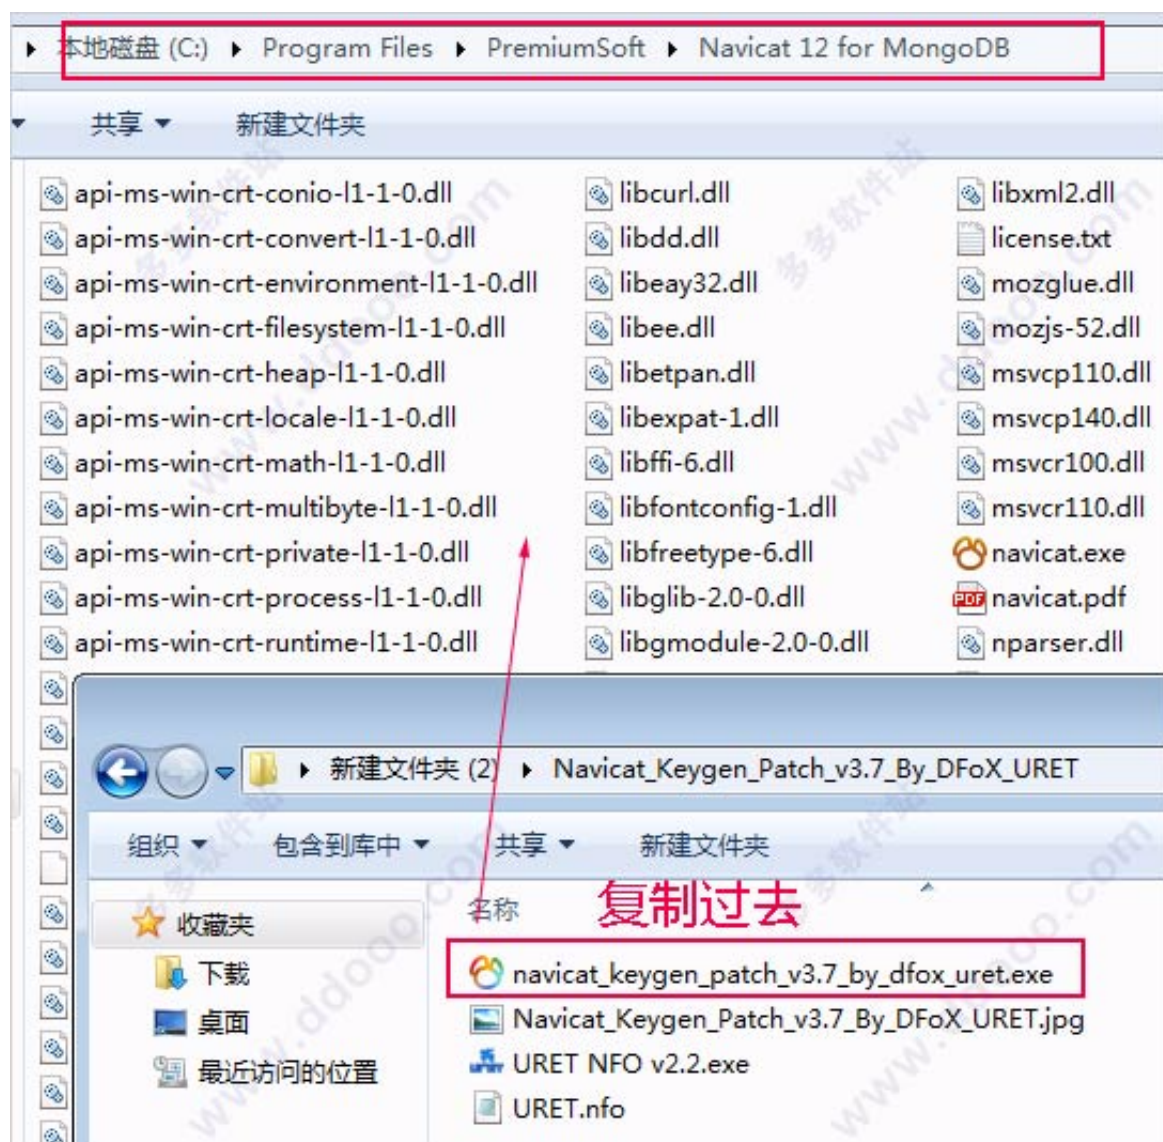 本地磁盘 (C:) Program Files PremiumSoft Navicat 12 for MongoDB
共享 新建文件夹
api-ms-win-crt-conio-l1-1-0.dll libcurl.dll libxml2.dll
api-ms-win-crt-convert-l1-1-0.dll libdd.dll license.txt
api-ms-win-crt-environment-l1-1-0.dll libeay32.dll mozglue.dll
api-ms-win-crt-filesystem-l1-1-0.dll libee.dll mozjs-52.dll
api-ms-win-crt-heap-l1-1-0.dll libetpan.dll msvcp110.dll
api-ms-win-crt-locale-l1-1-0.dll libexpat-1.dll msvcp140.dll
api-ms-win-crt-math-l1-1-0.dll libffi-6.dll msvcr100.dll
api-ms-win-crt-multibyte-l1-1-0.dll libfontconfig-1.dll msvcr110.dll
api-ms-win-crt-private-l1-1-0.dll libfreetype-6.dll navicat.exe
api-ms-win-crt-process-l1-1-0.dll libglib-2.0-0.dll PDF navicat.pdf
api-ms-win-crt-runtime-l1-1-0.dll libgmodule-2.0-0.dll nparser.dll
新建文件夹 (2) Navicat_Keygen_Patch_v3.7_By_DFoX_URET
组织 包含到库中 共享 新建文件夹
名称 复制过去
收藏夹
下载 navicat_keygen_patch_v3.7_by_dfox_uret.exe
桌面 Navicat_Keygen_Patch_v3.7_By_DFoX_URET.jpg
最近访问的位置 URET NFO v2.2.exe
URET.nfo
多多软件站
www.ddooo.com